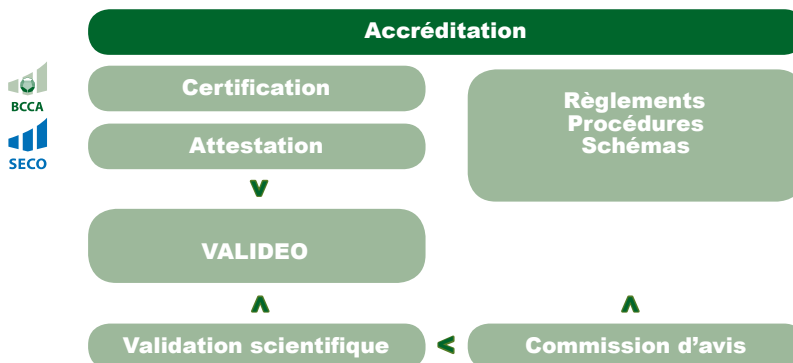 Accréditation
BCCA
SECO
Certification
Attestation
v
Règlements
Procédures
Schémas
VALIDEO
Validation scientifique
<
Commission d’avis